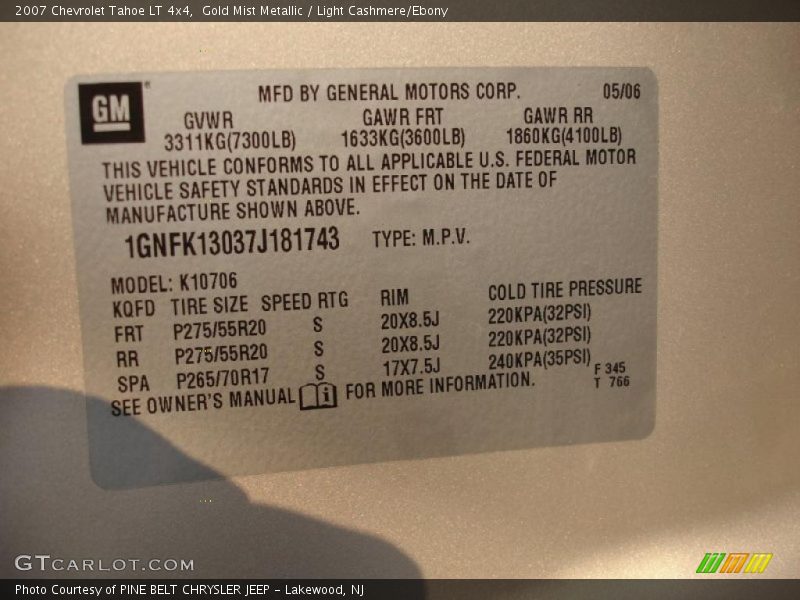 2007 Chevrolet Tahoe LT 4x4,  Gold Mist Metallic / Light Cashmere/Ebony
GM ®
MFD BY GENERAL MOTORS CORP. 05/06
GVWR GAWR FRT GAWR RR
3311KG(7300LB) 1633KG(3600LB) 1860KG(4100LB)
THIS VEHICLE CONFORMS TO ALL APPLICABLE U.S. FEDERAL MOTOR
VEHICLE SAFETY STANDARDS IN EFFECT ON THE DATE OF
MANUFACTURE SHOWN ABOVE.
1GNFK13037J181743 TYPE: M.P.V.
MODEL: K10706
KQFD TIRE SIZE SPEED RTG RIM COLD TIRE PRESSURE
FRT P275/55R20 S 20X8.5J 220KPA(32PSI)
RR P275/55R20 S 20X8.5J 220KPA(32PSI)
SPA P265/70R17 S 17X7.5J 240KPA(35PSI) F 345
T 766
SEE OWNER'S MANUAL i FOR MORE INFORMATION.
GTCARLOT.COM
Photo Courtesy of PINE BELT CHRYSLER JEEP - Lakewood, NJ